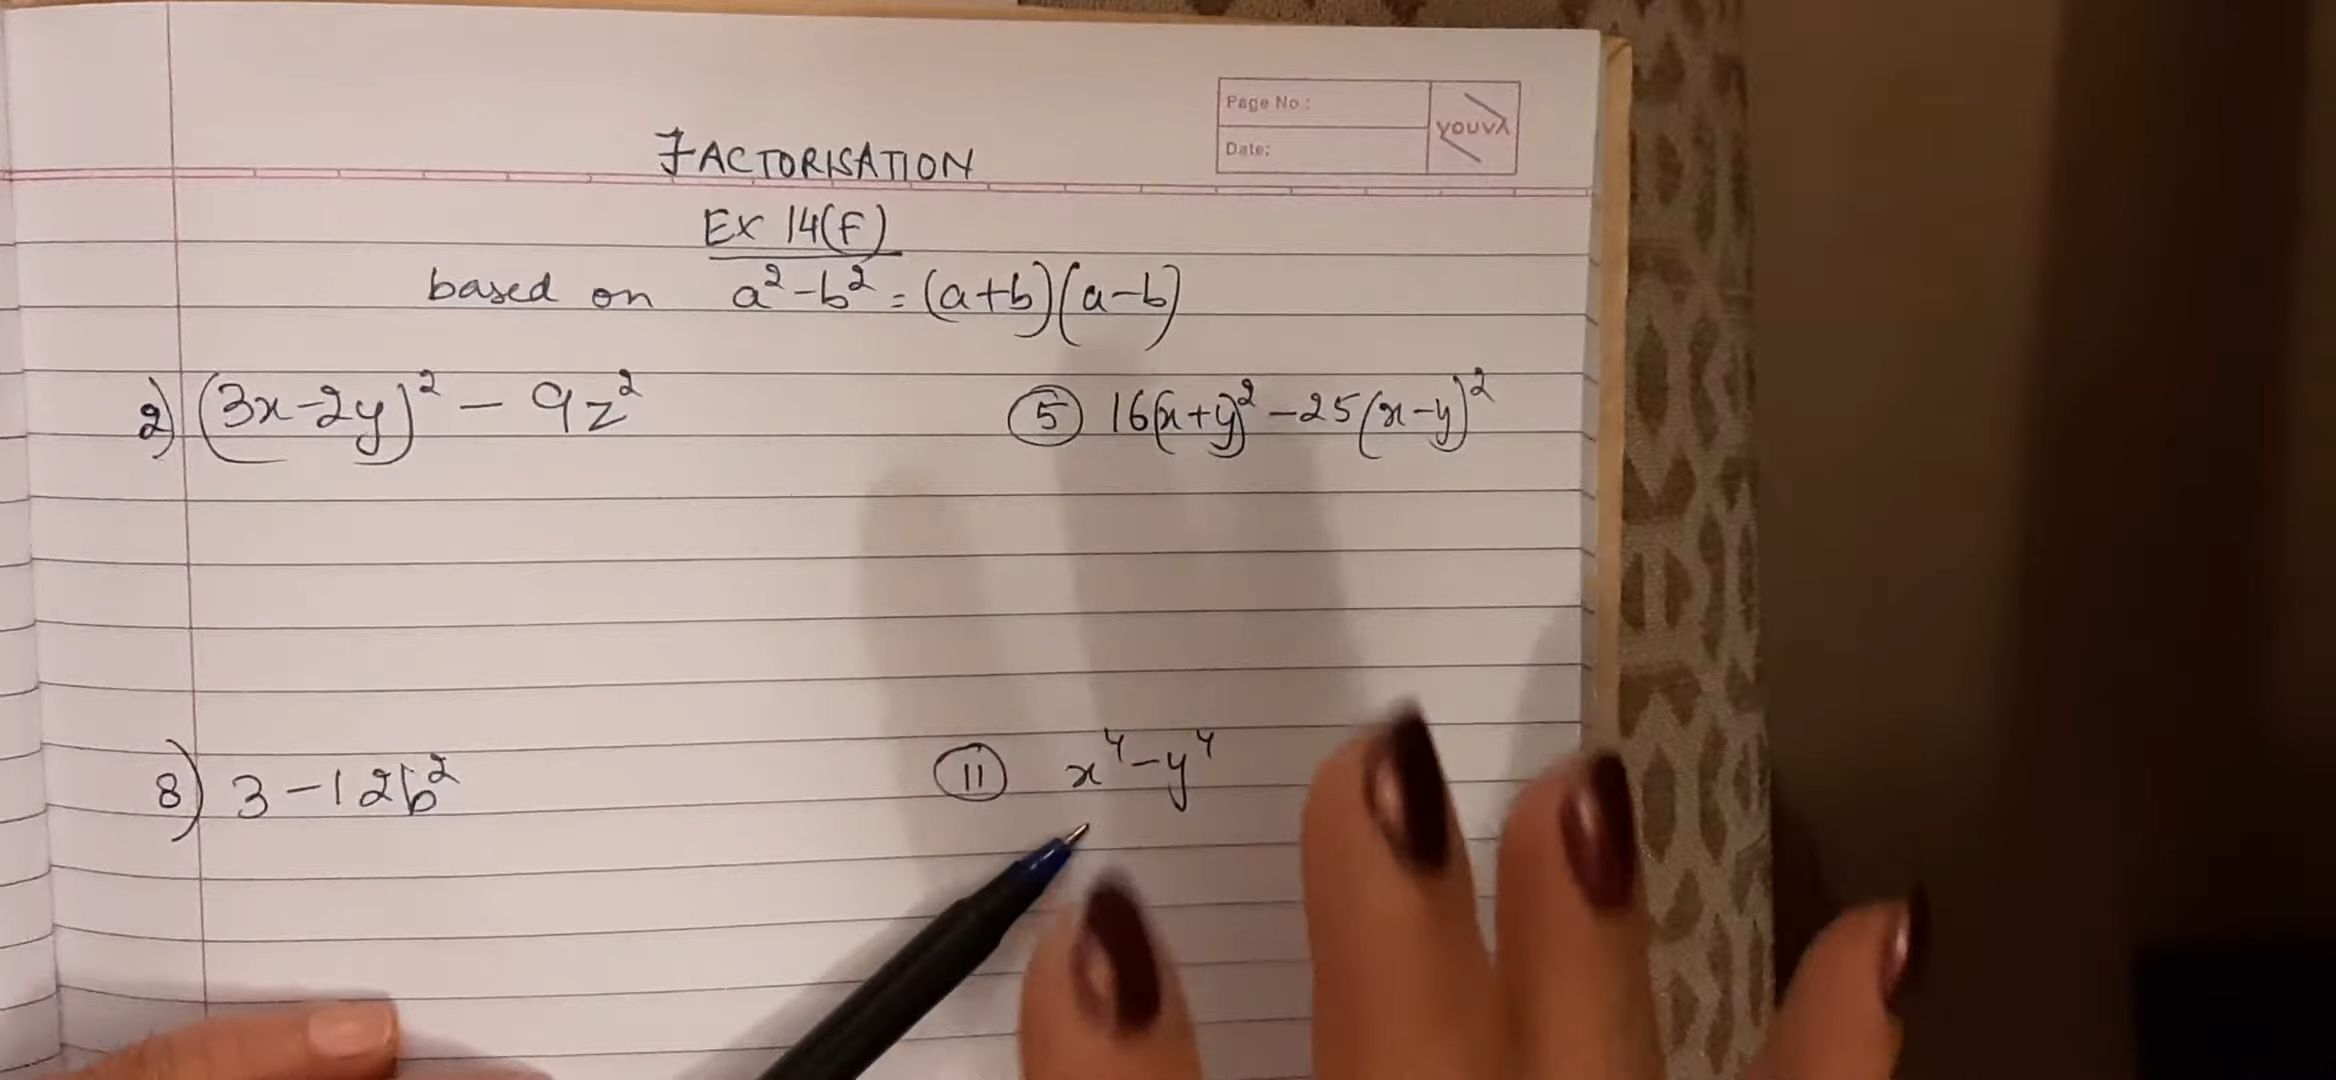 Page No.:
youva
Date:
FACTORISATION
Ex 14(F)
based on a² - b² = (a+b)(a-b)
2) (3x-2y)² - 9z²
⑤ 16(x+y)² - 25(x-y)²
8) 3 - 12b²
⑪ x⁴ - y⁴